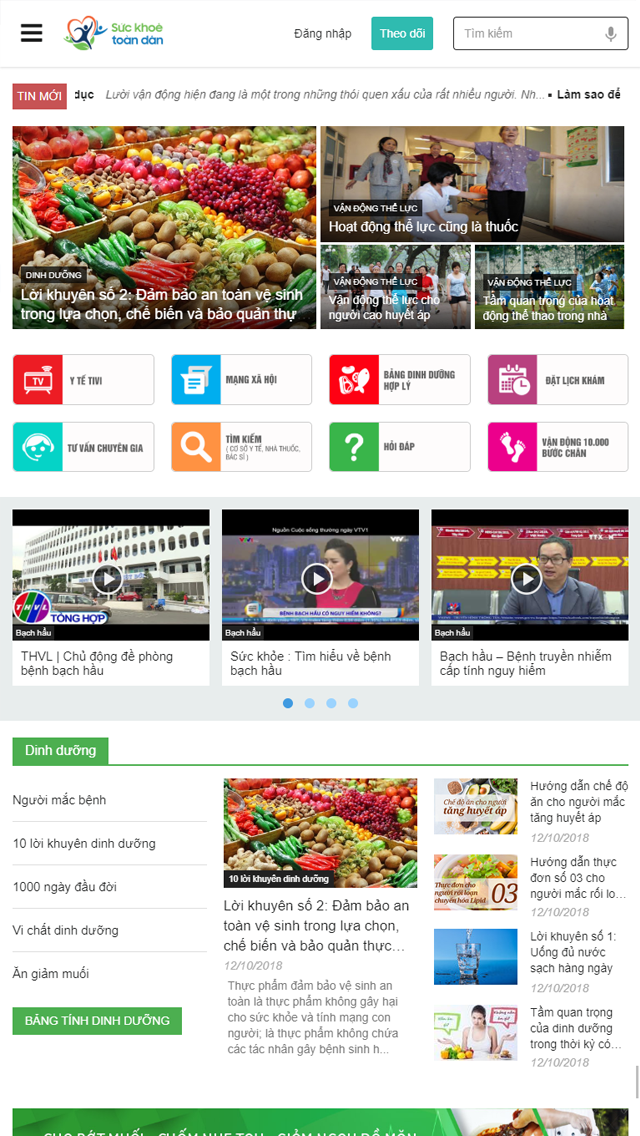 Sức khoẻ
toàn dân
Đăng nhập
Theo dõi
Tìm kiếm
TIN MỚI
dục Lười vận động hiện đang là một trong những thói quen xấu của rất nhiều người. Nh... ▪ Làm sao để
DINH DƯỠNG
Lời khuyên số 2: Đảm bảo an toàn vệ sinh
trong lựa chọn, chế biến và bảo quản thự
VẬN ĐỘNG THỂ LỰC
Hoạt động thể lực cũng là thuốc
VẬN ĐỘNG THỂ LỰC
Vận động thể lực cho
người cao huyết áp
VẬN ĐỘNG THỂ LỰC
Tầm quan trọng của hoạt
động thể thao trong nhà
TV
Y TẾ TIVI
MẠNG XÃ HỘI
BẢNG DINH DƯỠNG
HỢP LÝ
ĐẶT LỊCH KHÁM
TƯ VẤN CHUYÊN GIA
TÌM KIẾM
( CƠ SỞ Y TẾ, NHÀ THUỐC,
BÁC SĨ )
HỎI ĐÁP
VẬN ĐỘNG 10.000
BƯỚC CHÂN
THVL
TỔNG HỢP
Bạch hầu
THVL | Chủ động đề phòng
bệnh bạch hầu
Nguồn Cuộc sống thường ngày VTV1
BỆNH BẠCH HẦU CÓ NGUY HIỂM KHÔNG?
Bạch hầu
Sức khỏe : Tìm hiểu về bệnh
bạch hầu
Bạch hầu
Bạch hầu – Bệnh truyền nhiễm
cấp tính nguy hiểm
Dinh dưỡng
Người mắc bệnh
10 lời khuyên dinh dưỡng
1000 ngày đầu đời
Vi chất dinh dưỡng
Ăn giảm muối
BẢNG TÍNH DINH DƯỠNG
10 lời khuyên dinh dưỡng
Lời khuyên số 2: Đảm bảo an
toàn vệ sinh trong lựa chọn,
chế biến và bảo quản thực…
12/10/2018
Thực phẩm đảm bảo vệ sinh an
toàn là thực phẩm không gây hại
cho sức khỏe và tính mạng con
người; là thực phẩm không chứa
các tác nhân gây bệnh sinh h...
Chế độ ăn cho người
tăng huyết áp
Hướng dẫn chế độ
ăn cho người mắc
tăng huyết áp
12/10/2018
Thực đơn cho
người rối loạn
chuyển hóa Lipid
03
Hướng dẫn thực
đơn số 03 cho
người mắc rối lo…
12/10/2018
Lời khuyên số 1:
Uống đủ nước
sạch hàng ngày
12/10/2018
Tầm quan trọng
của dinh dưỡng
trong thời kỳ có…
12/10/2018
CHO BỚT MUỐI - CHẤM NHẸ TAY - GIẢM NGAY ĐỒ MẶN